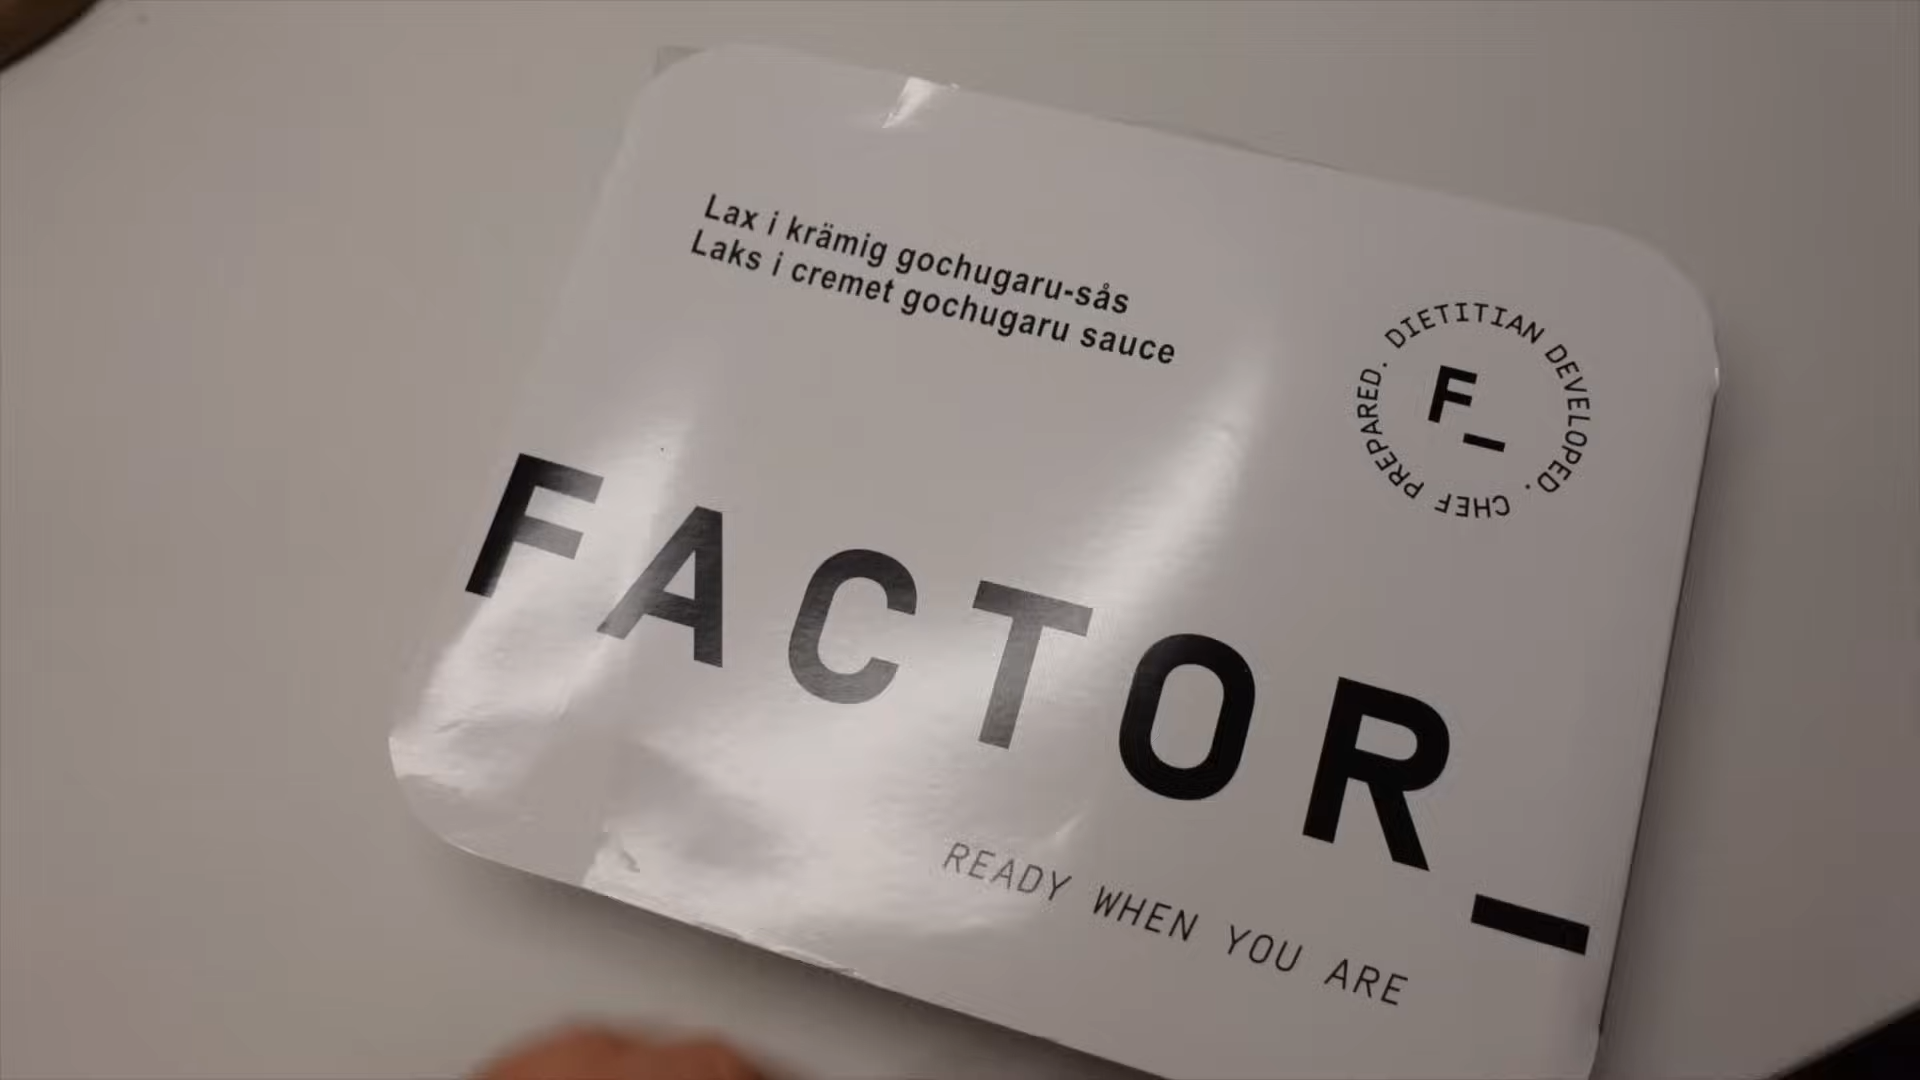 Lax i krämig gochugaru-sås
Laks i cremet gochugaru sauce
DIETITIAN DEVELOPED. CHEF PREPARED.
F_
FACTOR_
READY WHEN YOU ARE